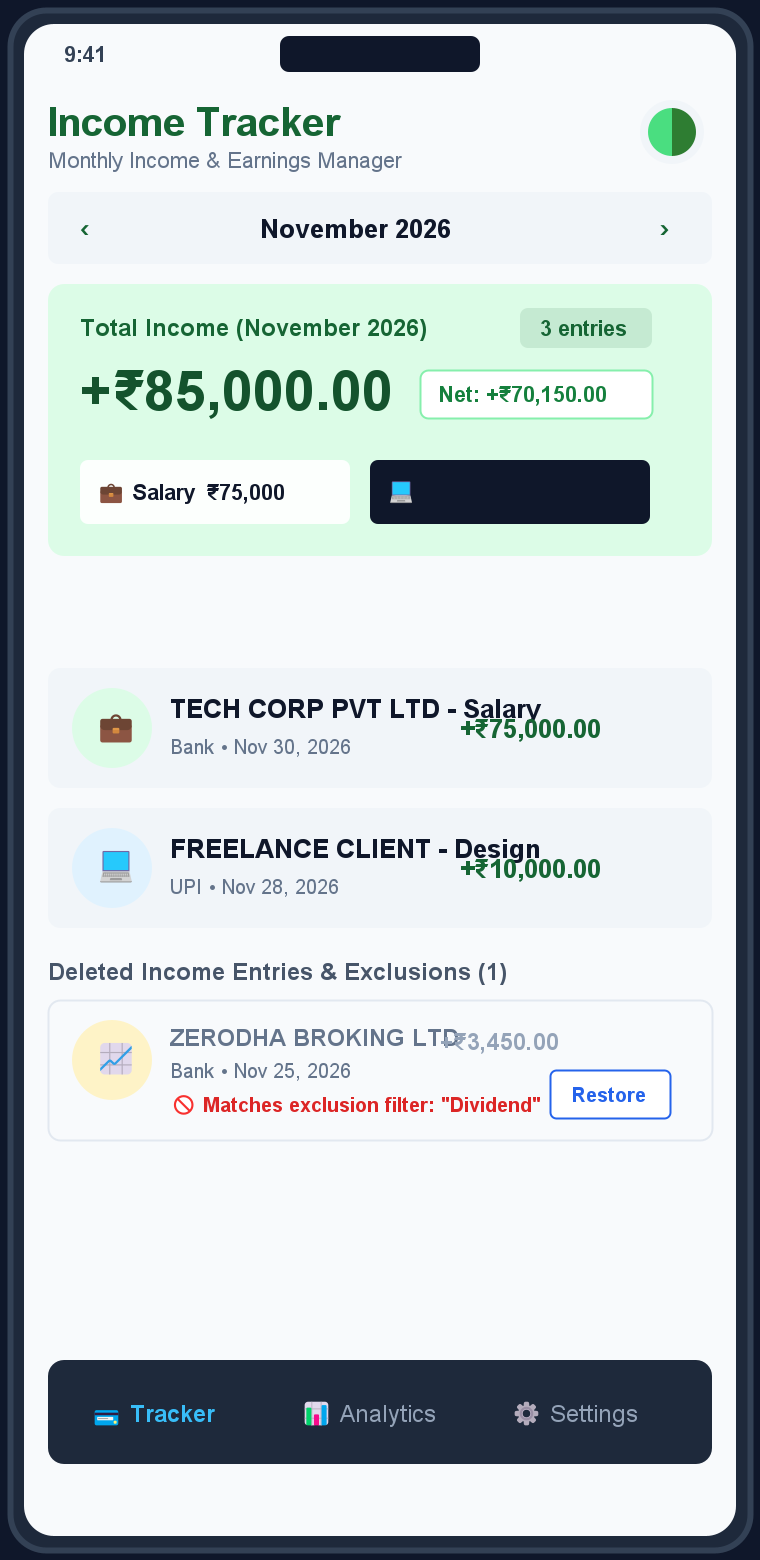 9:41
Income Tracker
Monthly Income & Earnings Manager
‹ November 2026 ›
Total Income (November 2026) 3 entries
+₹85,000.00 Net: +₹70,150.00
Salary ₹75,000
TECH CORP PVT LTD - Salary
+₹75,000.00
Bank • Nov 30, 2026
FREELANCE CLIENT - Design
+₹10,000.00
UPI • Nov 28, 2026
Deleted Income Entries & Exclusions (1)
ZERODHA BROKING LTD
+₹3,450.00
Bank • Nov 25, 2026
Matches exclusion filter: "Dividend" Restore
Tracker Analytics Settings